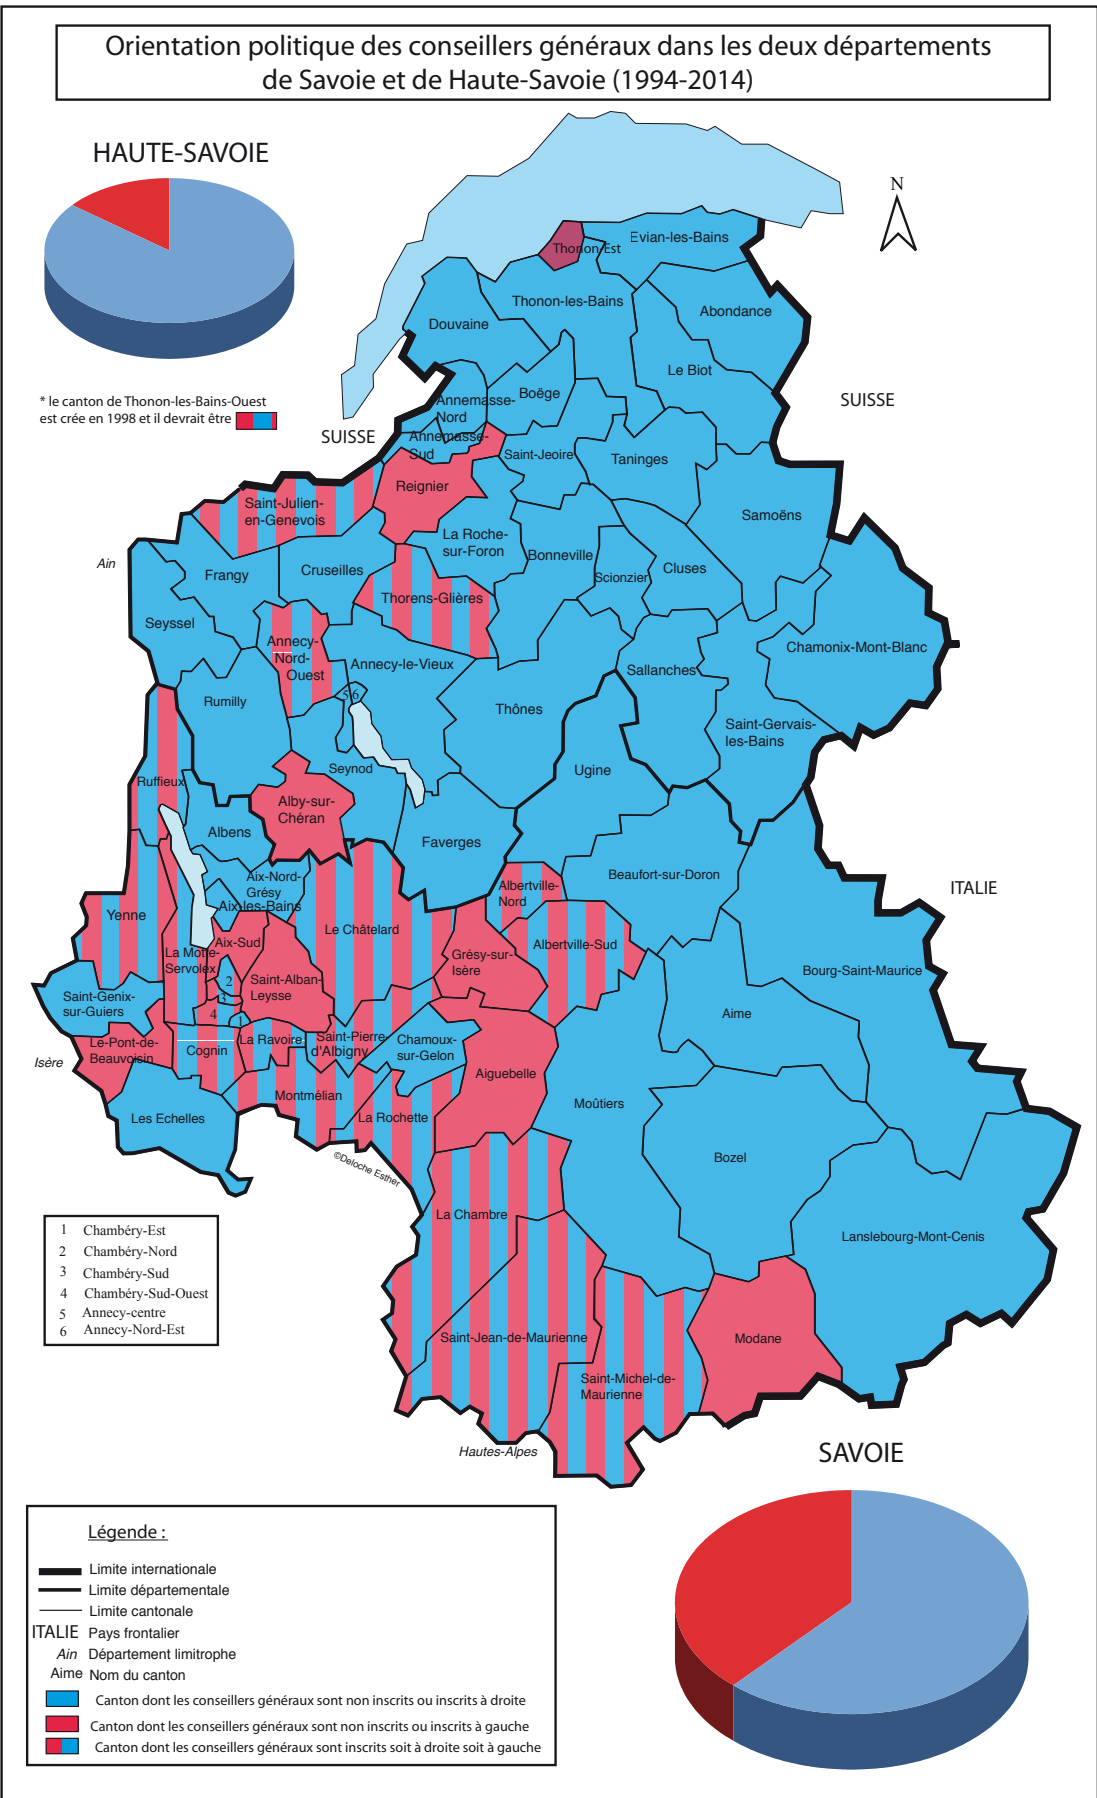 Orientation politique des conseillers généraux dans les deux départements
de Savoie et de Haute-Savoie (1994-2014)
HAUTE-SAVOIE
N
Evian-les-Bains
Thonon-Est
Thonon-les-Bains
Abondance
Douvaine
Le Biot
* le canton de Thonon-les-Bains-Ouest
est crée en 1998 et il devrait être
SUISSE
SUISSE
Annemasse-
Nord
Boëge
Annemasse-
Sud
Saint-Jeoire
Taninges
Reignier
Saint-Julien-
en-Genevois
Samoëns
La Roche-
sur-Foron
Bonneville
Cluses
Scionzier
Ain
Frangy
Cruseilles
Thorens-Glières
Seyssel
Annecy-
Nord-
Ouest
Annecy-le-Vieux
Chamonix-Mont-Blanc
Sallanches
5
6
Rumilly
Thônes
Saint-Gervais-
les-Bains
Seynod
Ugine
Ruffieux
Alby-sur-
Chéran
Albens
Faverges
Beaufort-sur-Doron
ITALIE
Aix-Nord-
Grésy
Aix-les-Bains
Albertville-
Nord
Yenne
Le Châtelard
Albertville-Sud
Aix-Sud
La Motte-
Servolex
Grésy-sur-
Isère
Bourg-Saint-Maurice
Saint-Alban-
Leysse
2
3
4
1
Saint-Genix-
sur-Guiers
Aime
Le-Pont-de-
Beauvoisin
Isère
Cognin
La Ravoire
Saint-Pierre-
d'Albigny
Chamoux-
sur-Gelon
Aiguebelle
Montmélian
Moûtiers
Les Echelles
La Rochette
Bozel
©Deloche Esther
La Chambre
Lanslebourg-Mont-Cenis
1 Chambéry-Est
2 Chambéry-Nord
3 Chambéry-Sud
4 Chambéry-Sud-Ouest
5 Annecy-centre
6 Annecy-Nord-Est
Saint-Jean-de-Maurienne
Modane
Saint-Michel-de-
Maurienne
Hautes-Alpes
SAVOIE
Légende :
Limite internationale
Limite départementale
Limite cantonale
ITALIE Pays frontalier
Ain Département limitrophe
Aime Nom du canton
Canton dont les conseillers généraux sont non inscrits ou inscrits à droite
Canton dont les conseillers généraux sont non inscrits ou inscrits à gauche
Canton dont les conseillers généraux sont inscrits soit à droite soit à gauche